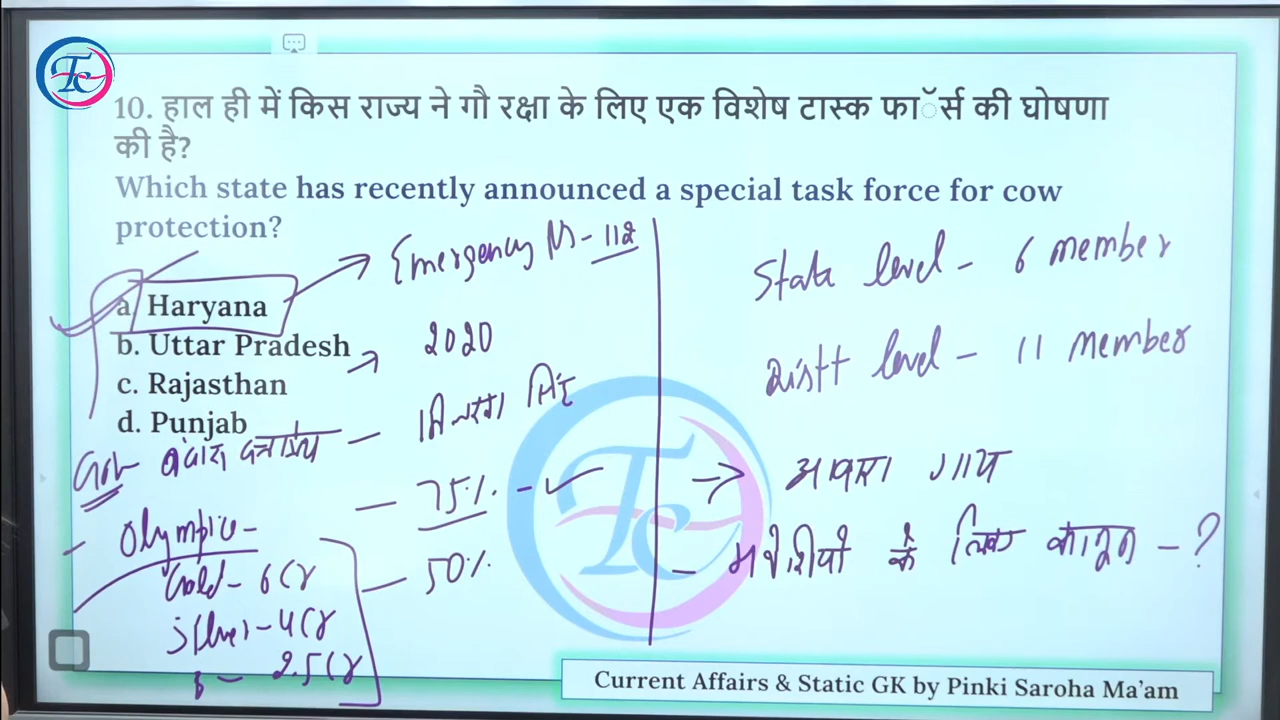 Tc
10. हाल ही में किस राज्य ने गौ रक्षा के लिए एक विशेष टास्क फाॅर्स की घोषणा
की है?
Which state has recently announced a special task force for cow
protection?
a. Haryana
b. Uttar Pradesh
c. Rajasthan
d. Punjab
Emergency N - 112
2020
75%
50%
Olympic -
Gold - 6 Cr
Silver - 4 Cr
B - 2.5 Cr
State level - 6 member
Distt level - 11 member
गाय
मवेशियों के लिए कानून - ?
Tc
Current Affairs & Static GK by Pinki Saroha Ma'am